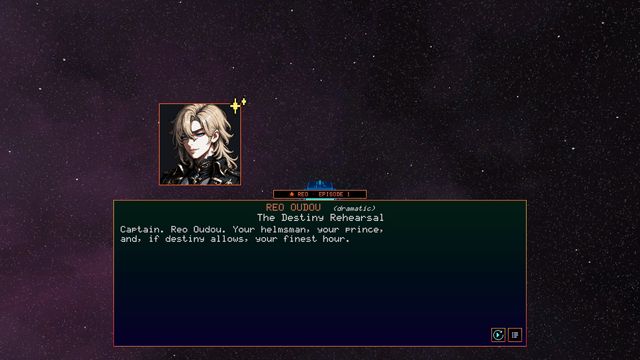 REO · EPISODE 1
REO OUDOU (dramatic)
The Destiny Rehearsal
Captain. Reo Oudou. Your helmsman, your prince,
and, if destiny allows, your finest hour.